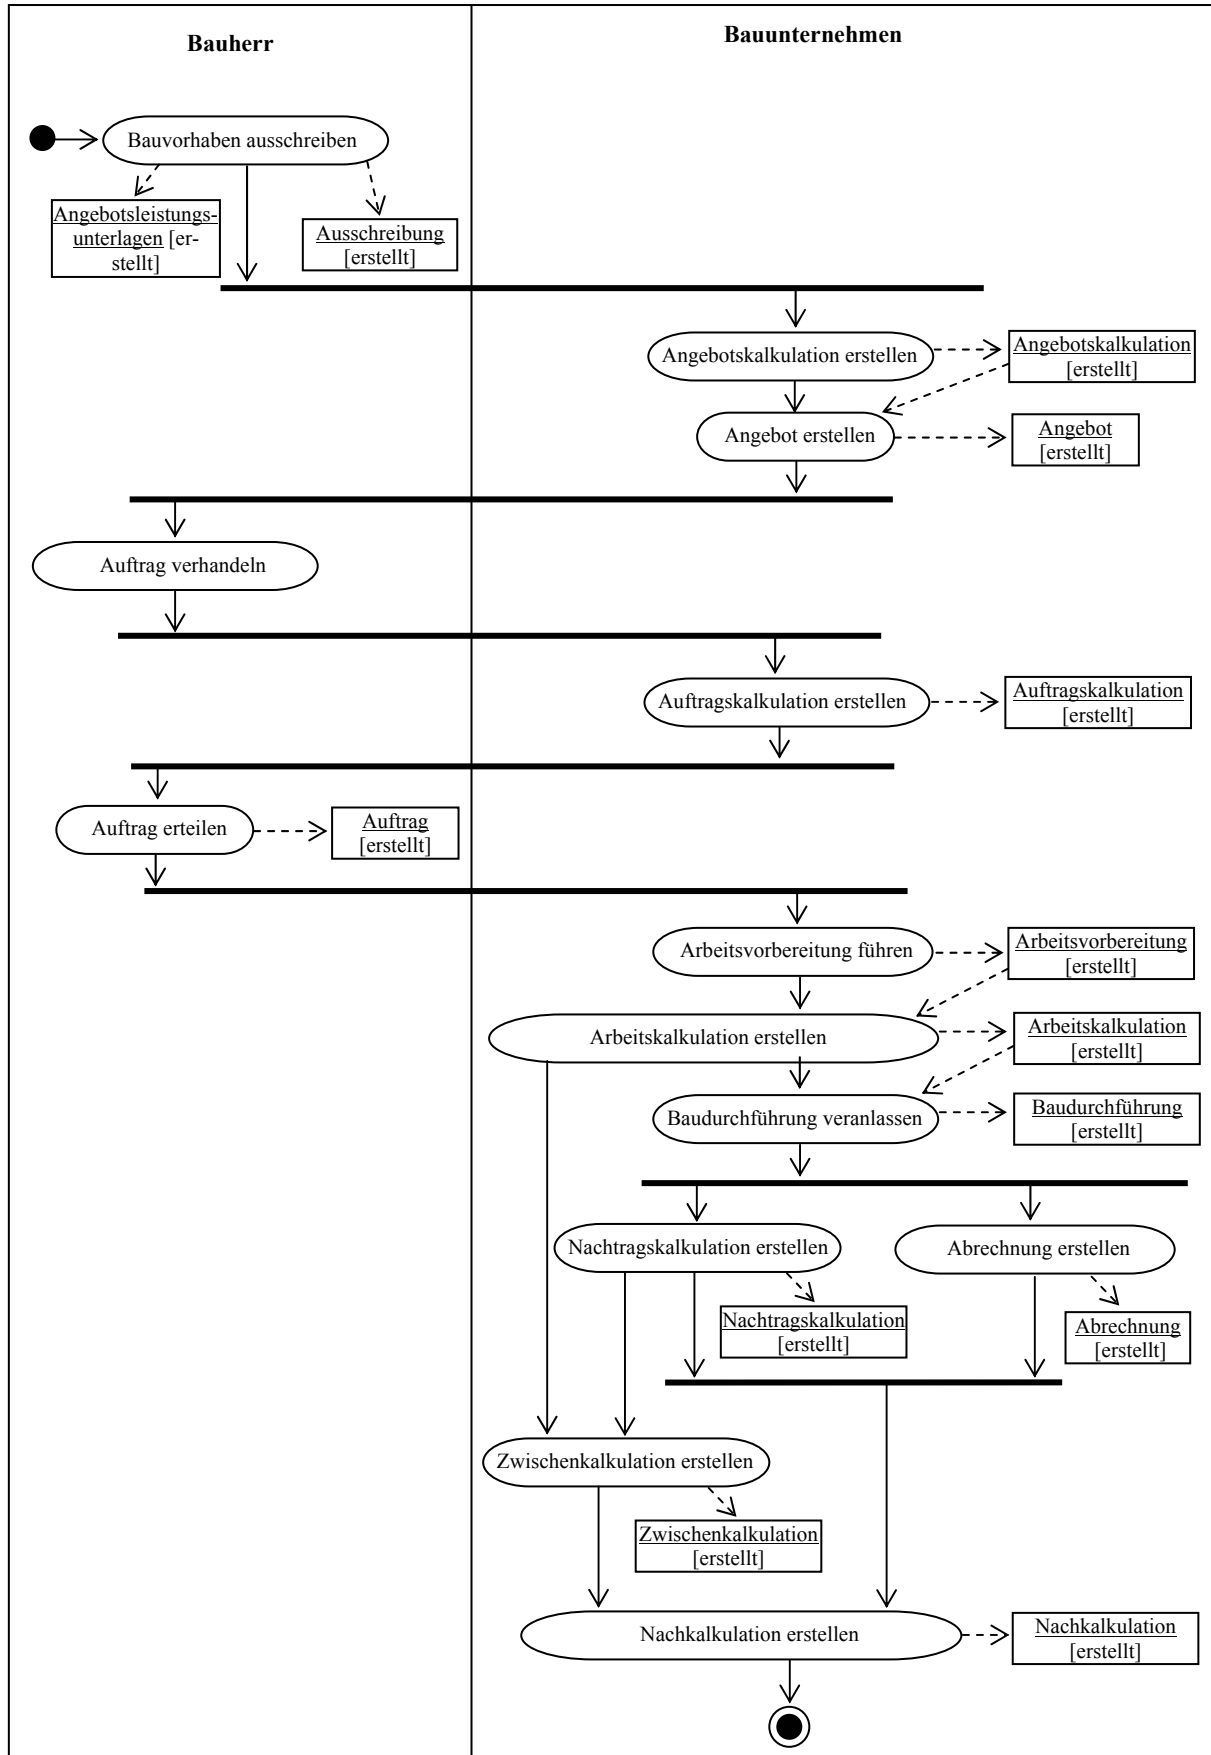 Bauherr
Bauunternehmen
Bauvorhaben ausschreiben
Angebotsleistungs-
unterlagen [er-
stellt]
Ausschreibung
[erstellt]
Angebotskalkulation erstellen
Angebotskalkulation
[erstellt]
Angebot erstellen
Angebot
[erstellt]
Auftrag verhandeln
Auftragskalkulation erstellen
Auftragskalkulation
[erstellt]
Auftrag erteilen
Auftrag
[erstellt]
Arbeitsvorbereitung führen
Arbeitsvorbereitung
[erstellt]
Arbeitskalkulation erstellen
Arbeitskalkulation
[erstellt]
Baudurchführung veranlassen
Baudurchführung
[erstellt]
Nachtragskalkulation erstellen
Abrechnung erstellen
Nachtragskalkulation
[erstellt]
Abrechnung
[erstellt]
Zwischenkalkulation erstellen
Zwischenkalkulation
[erstellt]
Nachkalkulation erstellen
Nachkalkulation
[erstellt]